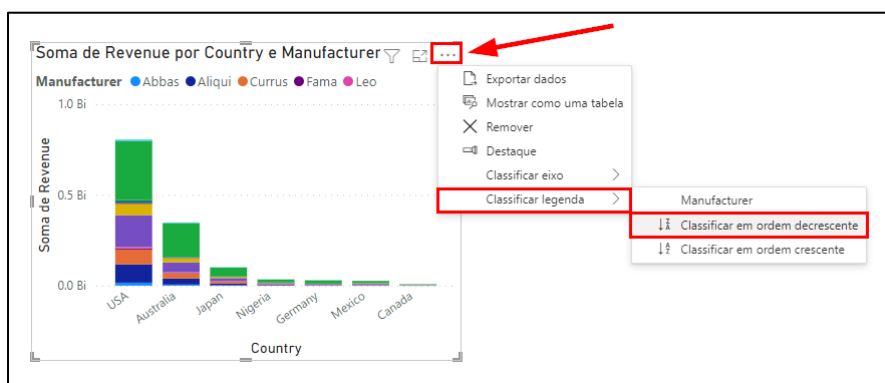 Soma de Revenue por Country e Manufacturer
Manufacturer Abbas Aliqui Currus Fama Leo
1.0 Bi
0.5 Bi
0.0 Bi
Soma de Revenue
USA
Australia
Japan
Nigeria
Germany
Mexico
Canada
Country
Exportar dados
Mostrar como uma tabela
Remover
Destaque
Classificar eixo
Classificar legenda
Manufacturer
Classificar em ordem decrescente
Classificar em ordem crescente